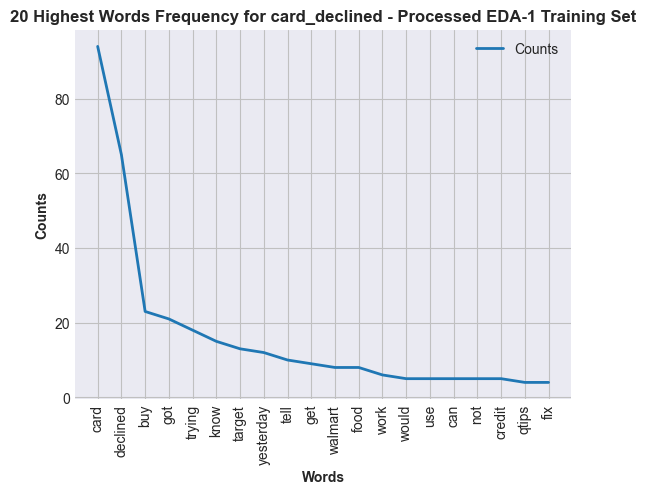 20 Highest Words Frequency for card_declined - Processed EDA-1 Training Set
Counts
Counts
80
60
40
20
0
card
declined
buy
got
trying
know
target
yesterday
tell
get
walmart
food
work
would
use
can
not
credit
qtips
fix
Words